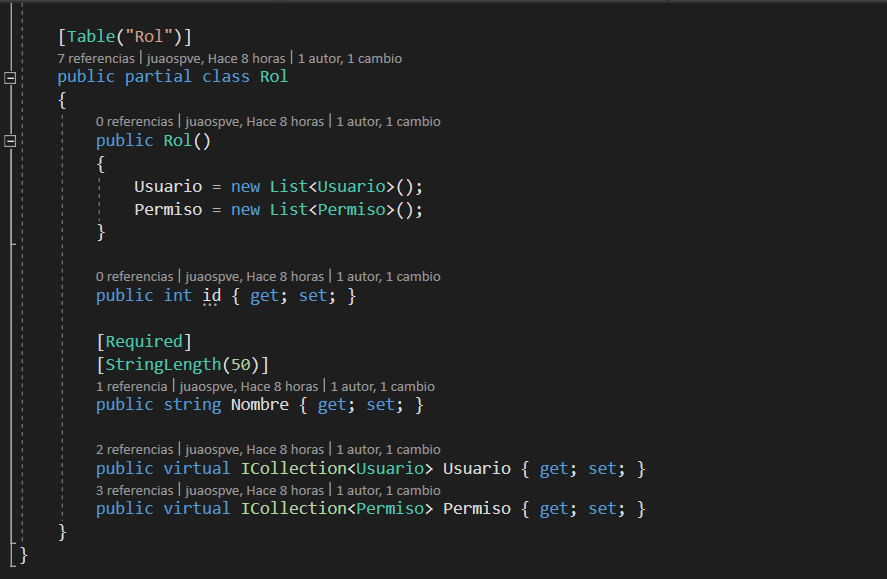 [Table("Rol")]
7 referencias | juaospve, Hace 8 horas | 1 autor, 1 cambio
public partial class Rol
{
0 referencias | juaospve, Hace 8 horas | 1 autor, 1 cambio
public Rol()
{
Usuario = new List<Usuario>();
Permiso = new List<Permiso>();
}
0 referencias | juaospve, Hace 8 horas | 1 autor, 1 cambio
public int id { get; set; }
[Required]
[StringLength(50)]
1 referencia | juaospve, Hace 8 horas | 1 autor, 1 cambio
public string Nombre { get; set; }
2 referencias | juaospve, Hace 8 horas | 1 autor, 1 cambio
public virtual ICollection<Usuario> Usuario { get; set; }
3 referencias | juaospve, Hace 8 horas | 1 autor, 1 cambio
public virtual ICollection<Permiso> Permiso { get; set; }
}
}